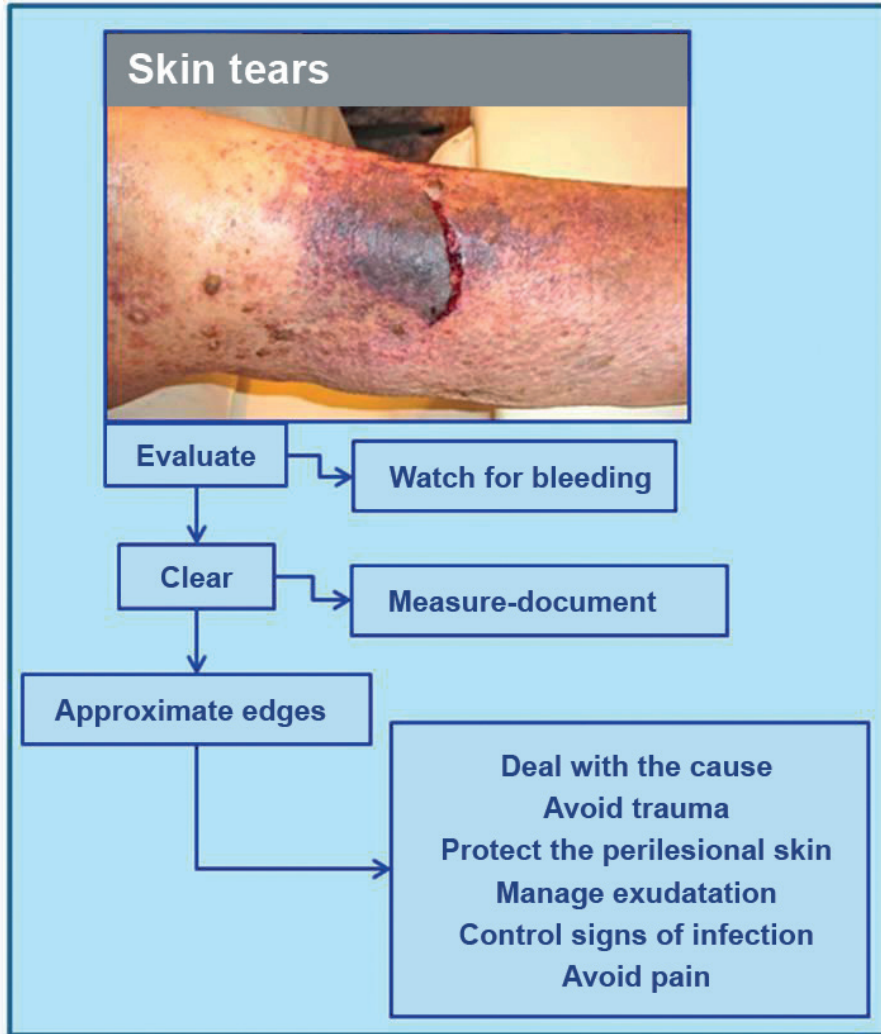 Skin tears
Evaluate
Watch for bleeding
Clear
Measure-document
Approximate edges
Deal with the cause
Avoid trauma
Protect the perilesional skin
Manage exudatation
Control signs of infection
Avoid pain